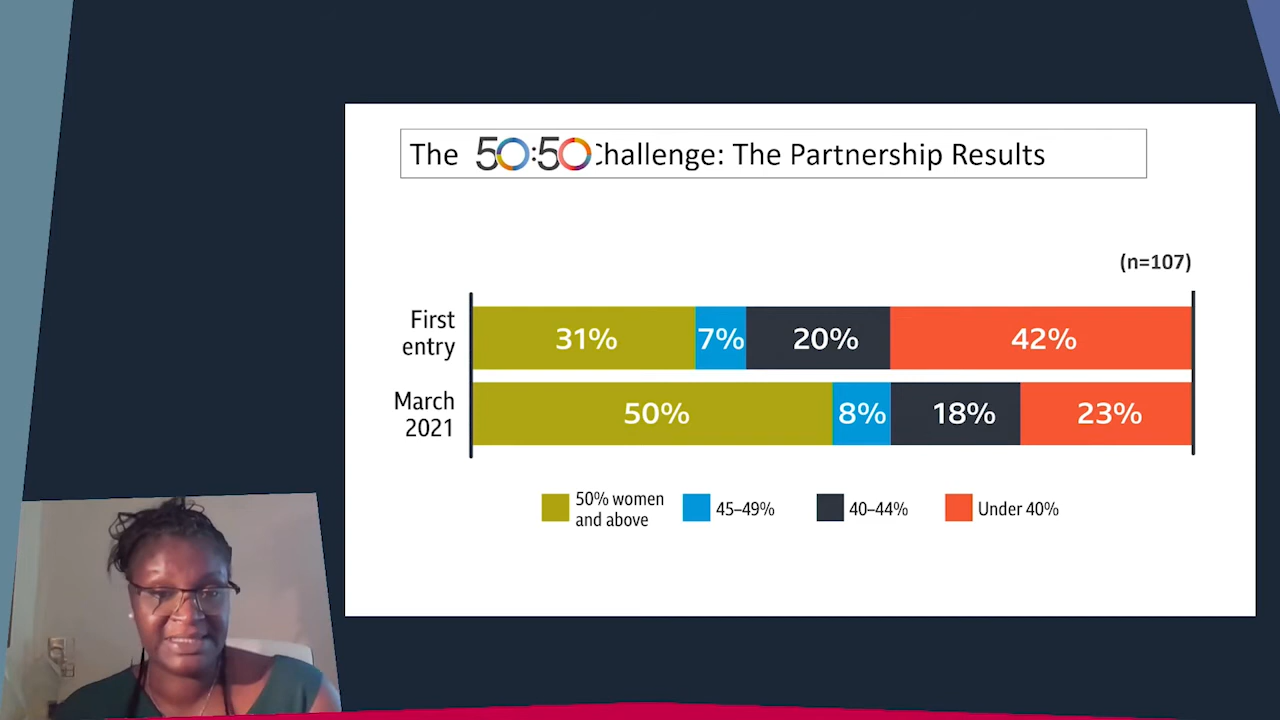 The 50:50 Challenge: The Partnership Results
(n=107)
First
entry
31% 7% 20% 42%
March
2021
50% 8% 18% 23%
50% women
and above
45–49%
40–44%
Under 40%